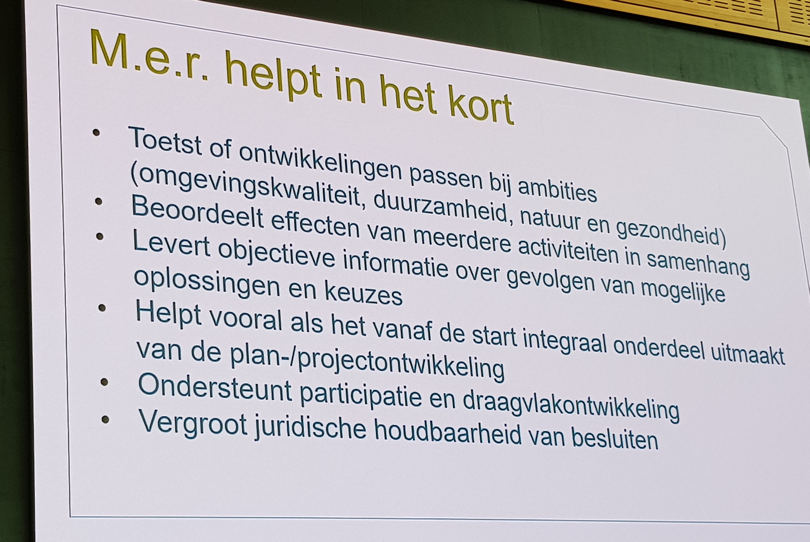 M.e.r. helpt in het kort
• Toetst of ontwikkelingen passen bij ambities
(omgevingskwaliteit, duurzamheid, natuur en gezondheid)
• Beoordeelt effecten van meerdere activiteiten in samenhang
• Levert objectieve informatie over gevolgen van mogelijke
oplossingen en keuzes
• Helpt vooral als het vanaf de start integraal onderdeel uitmaakt
van de plan-/projectontwikkeling
• Ondersteunt participatie en draagvlakontwikkeling
• Vergroot juridische houdbaarheid van besluiten